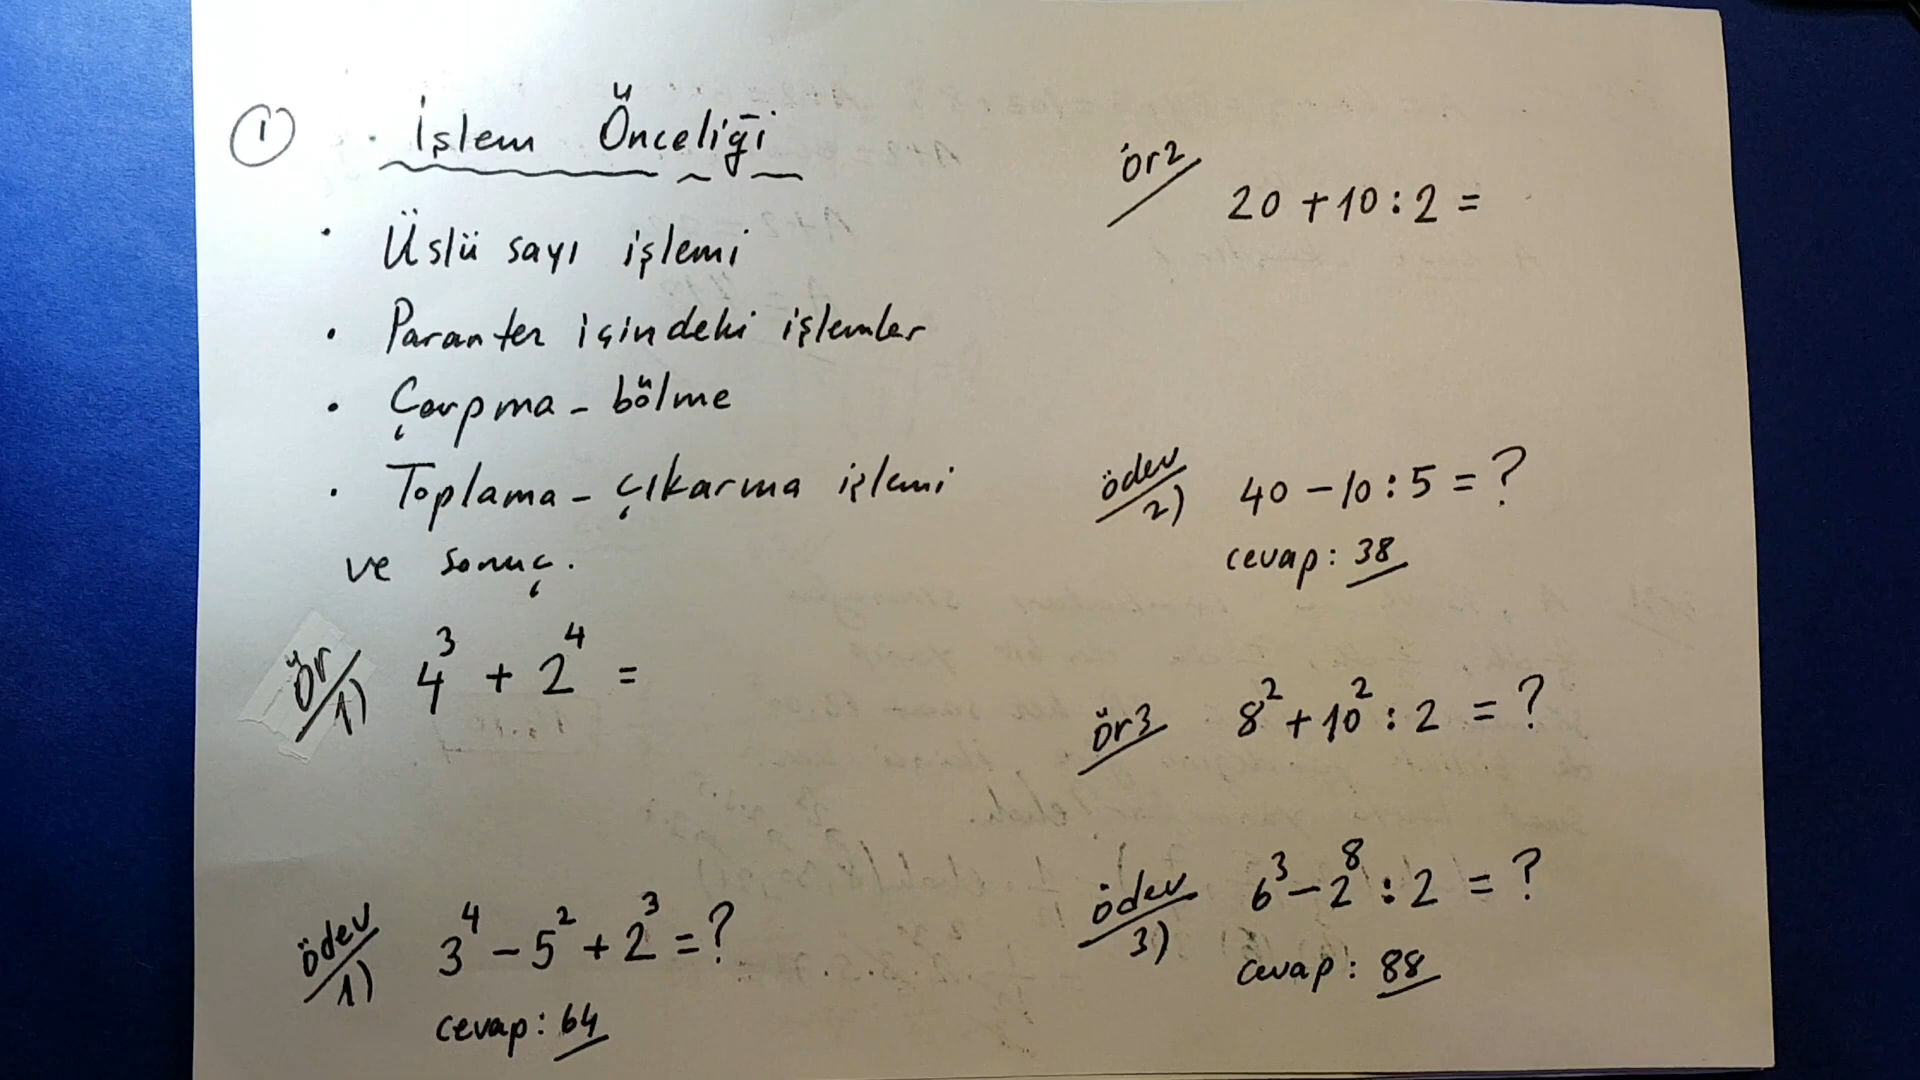 1 İşlem Önceliği
· Üslü sayı işlemi
· Parantez içindeki işlemler
· Çarpma - bölme
· Toplama - çıkarma işlemi
ve sonuç.
ör/1) 4³ + 2⁴ =
ödev/1) 3⁴ - 5² + 2³ = ?
cevap: 64
ör2/ 20 + 10 : 2 =
ödev/2) 40 - 10 : 5 = ?
cevap: 38
ör3/ 8² + 10² : 2 = ?
ödev/3) 6³ - 2⁸ : 2 = ?
cevap: 88